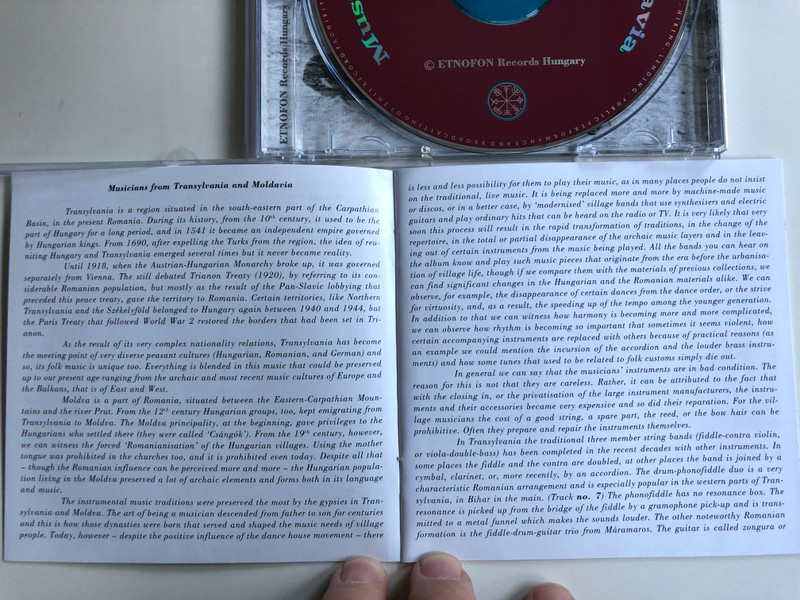 Mus
avia
© ETNOFON Records Hungary
ETNOFON Records Hungary
HIRING-LENDING PUBLIC PERFORMANCE AND BROADCASTING OF THIS RECORD PROHIBIT
Musicians from Transylvania and Moldavia
Transylvania is a region situated in the south-eastern part of the Carpathian
Basin, in the present Romania. During its history, from the 10th century, it used to be the
part of Hungary for a long period, and in 1541 it became an independent empire governed
by Hungarian kings. From 1690, after expelling the Turks from the region, the idea of reu-
niting Hungary and Transylvania emerged several times but it never became reality.
Until 1918, when the Austrian-Hungarian Monarchy broke up, it was governed
separately from Vienna. The still debated Trianon Treaty (1920), by referring to its con-
siderable Romanian population, but mostly as the result of the Pan-Slavic lobbying that
preceded this peace treaty, gave the territory to Romania. Certain territories, like Northern
Transylvania and the Székelyföld belonged to Hungary again between 1940 and 1944, but
the Paris Treaty that followed World War 2 restored the borders that had been set in Tri-
anon.
As the result of its very complex nationality relations, Transylvania has become
the meeting point of very diverse peasant cultures (Hungarian, Romanian, and German) and
so, its folk music is unique too. Everything is blended in this music that could be preserved
up to our present age ranging from the archaic and most recent music cultures of Europe and
the Balkans, that is of East and West.
Moldva is a part of Romania, situated between the Eastern-Carpathian Moun-
tains and the river Prut. From the 12th century Hungarian groups, too, kept emigrating from
Transylvania to Moldva. The Moldva principality, at the beginning, gave privileges to the
Hungarians who settled there (they were called 'Csángók'). From the 19th century, however,
we can witness the forced 'Romanianisation' of the Hungarian villages. Using the mother
tongue was prohibited in the churches too, and it is prohibited even today. Despite all that
– though the Romanian influence can be perceived more and more – the Hungarian popula-
tion living in the Moldva preserved a lot of archaic elements and forms both in its language
and music.
The instrumental music traditions were preserved the most by the gypsies in Tran-
sylvania and Moldva. The art of being a musician descended from father to son for centuries
and this is how those dynasties were born that served and shaped the music needs of village
people. Today, however – despite the positive influence of the dance house movement – there
is less and less possibility for them to play their music, as in many places people do not insist
on the traditional, live music. It is being replaced more and more by machine-made music
or discos, or in a better case, by 'modernised' village bands that use synthesisers and electric
guitars and play ordinary hits that can be heard on the radio or TV. It is very likely that very
soon this process will result in the rapid transformation of traditions, in the change of the
repertoire, in the total or partial disappearance of the archaic music layers and in the leav-
ing out of certain instruments from the music being played. All the bands you can hear on
the album know and play such music pieces that originate from the era before the urbanisa-
tion of village life, though if we compare them with the materials of previous collections, we
can find significant changes in the Hungarian and the Romanian materials alike. We can
observe, for example, the disappearance of certain dances from the dance order, or the strive
for virtuosity, and, as a result, the speeding up of the tempo among the younger generation.
In addition to that we can witness how harmony is becoming more and more complicated,
we can observe how rhythm is becoming so important that sometimes it seems violent, how
certain accompanying instruments are replaced with others because of practical reasons (as
an example we could mention the incursion of the accordion and the louder brass instru-
ments) and how some tunes that used to be related to folk customs simply die out.
In general we can say that the musicians' instruments are in bad condition. The
reason for this is not that they are careless. Rather, it can be attributed to the fact that
with the closing in, or the privatisation of the large instrument manufacturers, the instru-
ments and their accessories became very expensive and so did their reparation. For the vil-
lage musicians the cost of a good string, a spare part, the reed, or the bow hair can be
prohibitive. Often they prepare and repair the instruments themselves.
In Transylvania the traditional three member string bands (fiddle-contra violin,
or viola-double-bass) has been completed in the recent decades with other instruments. In
some places the fiddle and the contra are doubled, at other places the band is joined by a
cymbal, clarinet, or, more recently, by an accordion. The drum-phonofiddle duo is a very
characteristic Romanian arrangement and is especially popular in the western parts of Tran-
sylvania, in Bihar in the main. (Track no. 7) The phonofiddle has no resonance box. The
resonance is picked up from the bridge of the fiddle by a gramophone pick-up and is trans-
mitted to a metal funnel which makes the sounds louder. The other noteworthy Romanian
formation is the fiddle-drum-guitar trio from Máramaros. The guitar is called zongura or